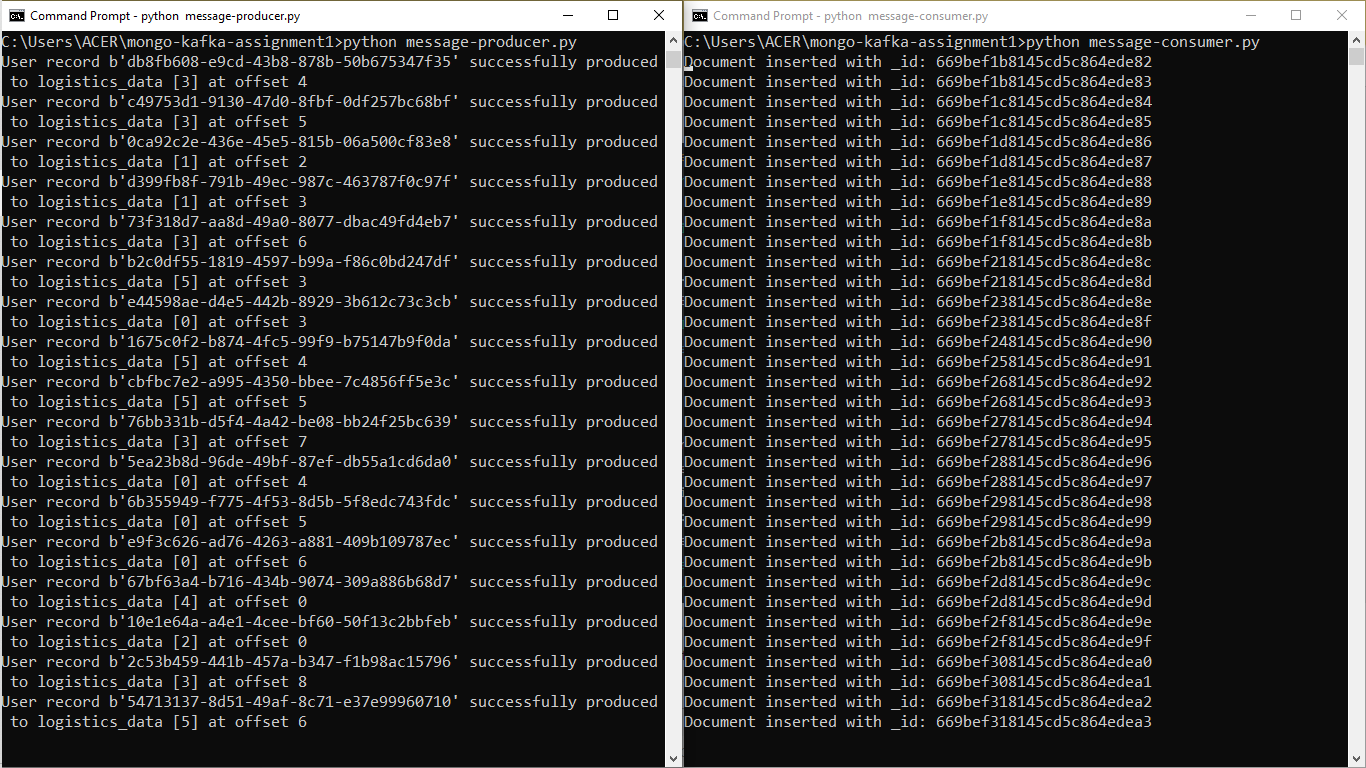 Command Prompt - python  message-producer.py
C:\Users\ACER\mongo-kafka-assignment1>python message-producer.py
User record b'db8fb608-e9cd-43b8-878b-50b675347f35' successfully produced
 to logistics_data [3] at offset 4
User record b'c49753d1-9130-47d0-8fbf-0df257bc68bf' successfully produced
 to logistics_data [3] at offset 5
User record b'0ca92c2e-436e-45e5-815b-06a500cf83e8' successfully produced
 to logistics_data [1] at offset 2
User record b'd399fb8f-791b-49ec-987c-463787f0c97f' successfully produced
 to logistics_data [1] at offset 3
User record b'73f318d7-aa8d-49a0-8077-dbac49fd4eb7' successfully produced
 to logistics_data [3] at offset 6
User record b'b2c0df55-1819-4597-b99a-f86c0bd247df' successfully produced
 to logistics_data [5] at offset 3
User record b'e44598ae-d4e5-442b-8929-3b612c73c3cb' successfully produced
 to logistics_data [0] at offset 3
User record b'1675c0f2-b874-4fc5-99f9-b75147b9f0da' successfully produced
 to logistics_data [5] at offset 4
User record b'cbfbc7e2-a995-4350-bbee-7c4856ff5e3c' successfully produced
 to logistics_data [5] at offset 5
User record b'76bb331b-d5f4-4a42-be08-bb24f25bc639' successfully produced
 to logistics_data [3] at offset 7
User record b'5ea23b8d-96de-49bf-87ef-db55a1cd6da0' successfully produced
 to logistics_data [0] at offset 4
User record b'6b355949-f775-4f53-8d5b-5f8edc743fdc' successfully produced
 to logistics_data [0] at offset 5
User record b'e9f3c626-ad76-4263-a881-409b109787ec' successfully produced
 to logistics_data [0] at offset 6
User record b'67bf63a4-b716-434b-9074-309a886b68d7' successfully produced
 to logistics_data [4] at offset 0
User record b'10e1e64a-a4e1-4cee-bf60-50f13c2bbfeb' successfully produced
 to logistics_data [2] at offset 0
User record b'2c53b459-441b-457a-b347-f1b98ac15796' successfully produced
 to logistics_data [3] at offset 8
User record b'54713137-8d51-49af-8c71-e37e99960710' successfully produced
 to logistics_data [5] at offset 6
Command Prompt - python  message-consumer.py
C:\Users\ACER\mongo-kafka-assignment1>python message-consumer.py
Document inserted with _id: 669bef1b8145cd5c864ede82
Document inserted with _id: 669bef1b8145cd5c864ede83
Document inserted with _id: 669bef1c8145cd5c864ede84
Document inserted with _id: 669bef1c8145cd5c864ede85
Document inserted with _id: 669bef1d8145cd5c864ede86
Document inserted with _id: 669bef1d8145cd5c864ede87
Document inserted with _id: 669bef1e8145cd5c864ede88
Document inserted with _id: 669bef1e8145cd5c864ede89
Document inserted with _id: 669bef1f8145cd5c864ede8a
Document inserted with _id: 669bef1f8145cd5c864ede8b
Document inserted with _id: 669bef218145cd5c864ede8c
Document inserted with _id: 669bef218145cd5c864ede8d
Document inserted with _id: 669bef238145cd5c864ede8e
Document inserted with _id: 669bef238145cd5c864ede8f
Document inserted with _id: 669bef248145cd5c864ede90
Document inserted with _id: 669bef258145cd5c864ede91
Document inserted with _id: 669bef268145cd5c864ede92
Document inserted with _id: 669bef268145cd5c864ede93
Document inserted with _id: 669bef278145cd5c864ede94
Document inserted with _id: 669bef278145cd5c864ede95
Document inserted with _id: 669bef288145cd5c864ede96
Document inserted with _id: 669bef288145cd5c864ede97
Document inserted with _id: 669bef298145cd5c864ede98
Document inserted with _id: 669bef298145cd5c864ede99
Document inserted with _id: 669bef2b8145cd5c864ede9a
Document inserted with _id: 669bef2b8145cd5c864ede9b
Document inserted with _id: 669bef2d8145cd5c864ede9c
Document inserted with _id: 669bef2d8145cd5c864ede9d
Document inserted with _id: 669bef2f8145cd5c864ede9e
Document inserted with _id: 669bef2f8145cd5c864ede9f
Document inserted with _id: 669bef308145cd5c864edea0
Document inserted with _id: 669bef308145cd5c864edea1
Document inserted with _id: 669bef318145cd5c864edea2
Document inserted with _id: 669bef318145cd5c864edea3